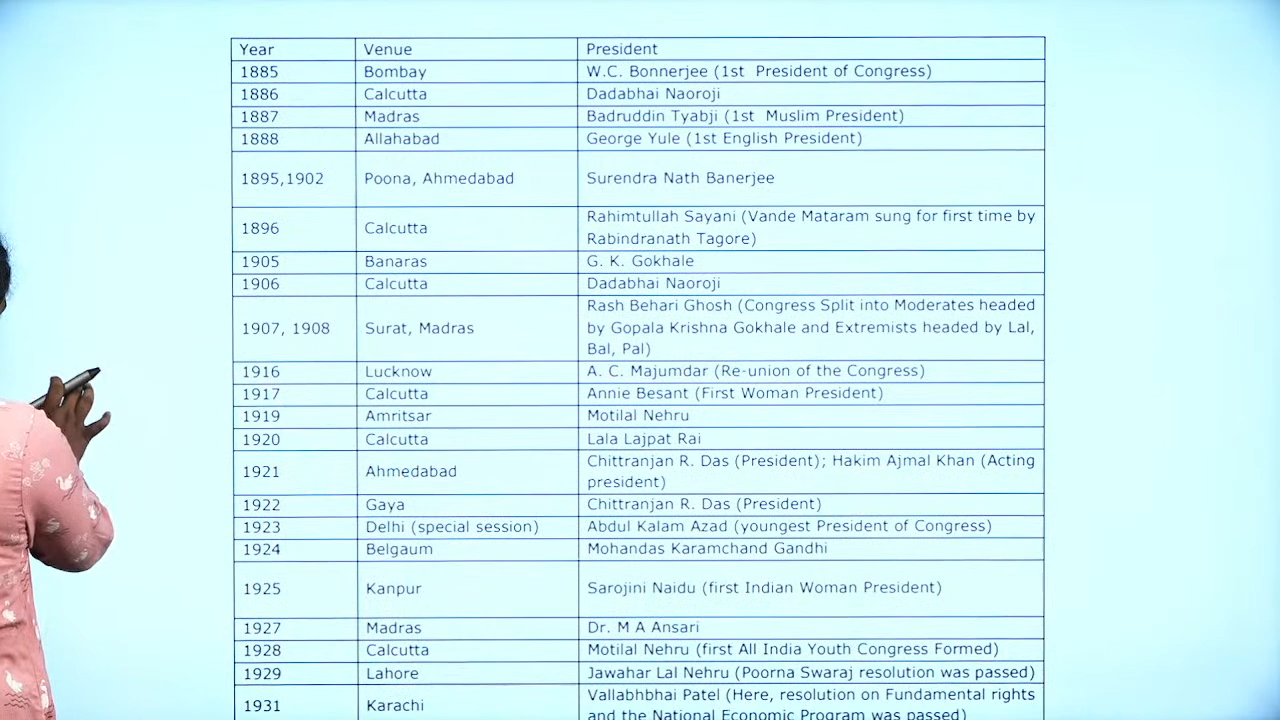 Year Venue President
1885 Bombay W.C. Bonnerjee (1st President of Congress)
1886 Calcutta Dadabhai Naoroji
1887 Madras Badruddin Tyabji (1st Muslim President)
1888 Allahabad George Yule (1st English President)
1895,1902 Poona, Ahmedabad Surendra Nath Banerjee
1896 Calcutta Rahimtullah Sayani (Vande Mataram sung for first time by
Rabindranath Tagore)
1905 Banaras G. K. Gokhale
1906 Calcutta Dadabhai Naoroji
1907, 1908 Surat, Madras Rash Behari Ghosh (Congress Split into Moderates headed
by Gopala Krishna Gokhale and Extremists headed by Lal,
Bal, Pal)
1916 Lucknow A. C. Majumdar (Re-union of the Congress)
1917 Calcutta Annie Besant (First Woman President)
1919 Amritsar Motilal Nehru
1920 Calcutta Lala Lajpat Rai
1921 Ahmedabad Chittranjan R. Das (President); Hakim Ajmal Khan (Acting
president)
1922 Gaya Chittranjan R. Das (President)
1923 Delhi (special session) Abdul Kalam Azad (youngest President of Congress)
1924 Belgaum Mohandas Karamchand Gandhi
1925 Kanpur Sarojini Naidu (first Indian Woman President)
1927 Madras Dr. M A Ansari
1928 Calcutta Motilal Nehru (first All India Youth Congress Formed)
1929 Lahore Jawahar Lal Nehru (Poorna Swaraj resolution was passed)
1931 Karachi Vallabhbhai Patel (Here, resolution on Fundamental rights
and the National Economic Program was passed)